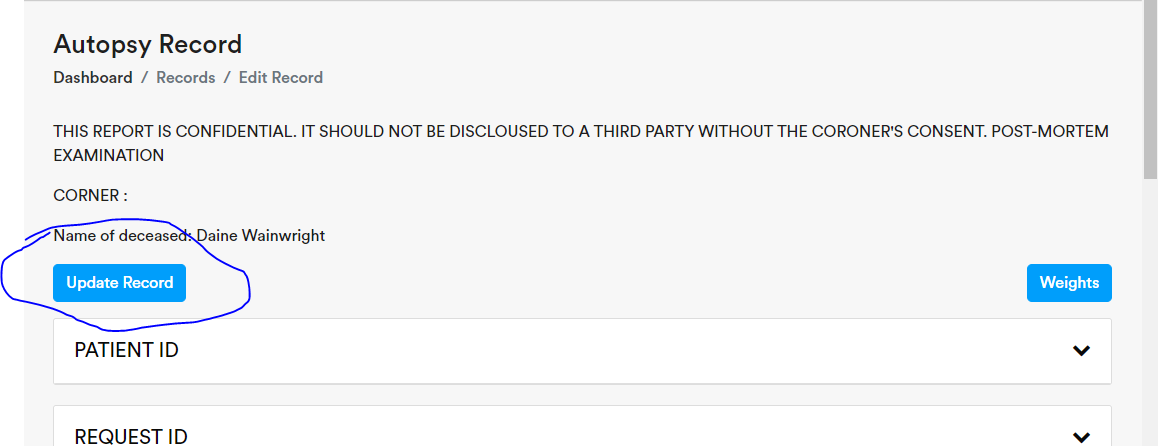 Autopsy Record
Dashboard / Records / Edit Record
THIS REPORT IS CONFIDENTIAL. IT SHOULD NOT BE DISCLOUSED TO A THIRD PARTY WITHOUT THE CORONER'S CONSENT. POST-MORTEM
EXAMINATION
CORNER :
Name of deceased: Daine Wainwright
Update Record
Weights
PATIENT ID
REQUEST ID